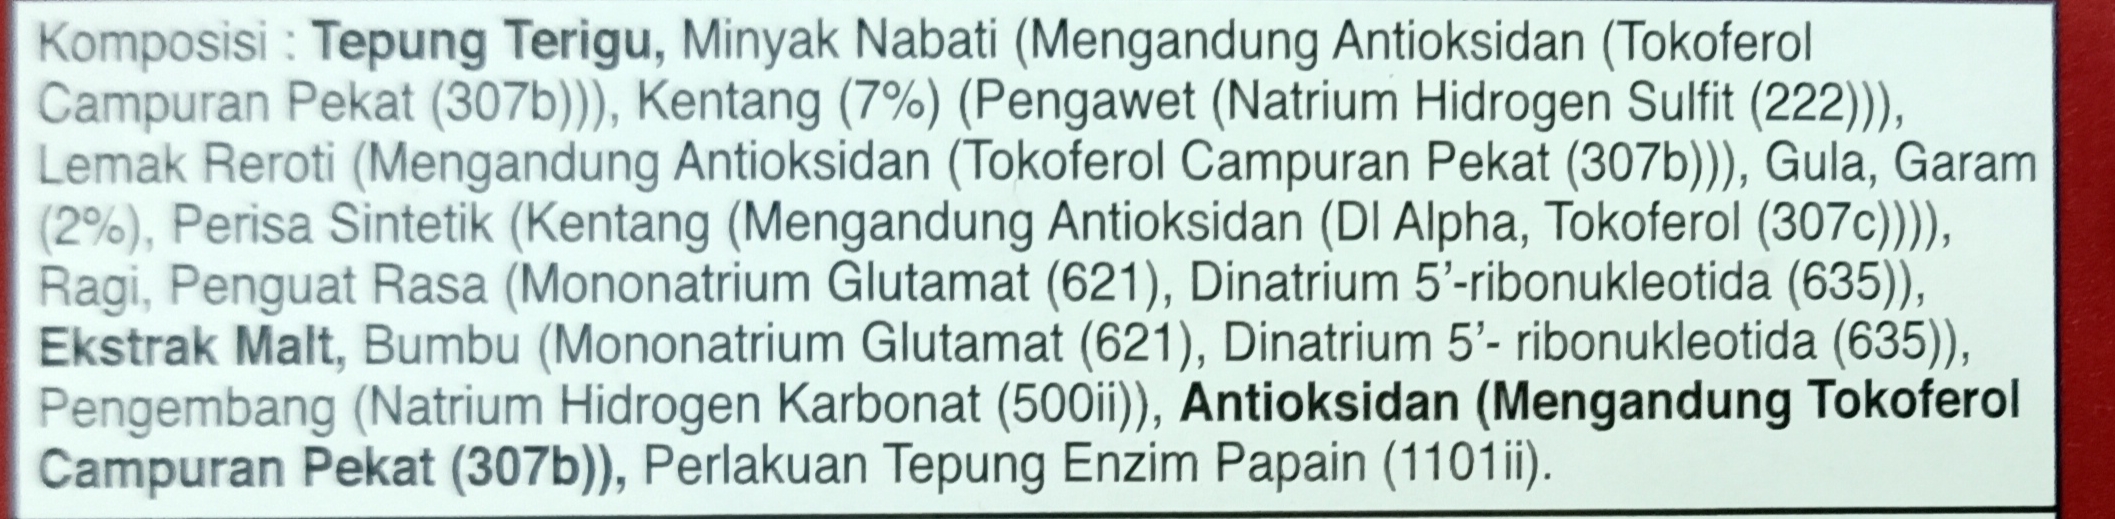 Komposisi : Tepung Terigu, Minyak Nabati (Mengandung Antioksidan (Tokoferol
Campuran Pekat (307b))), Kentang (7%) (Pengawet (Natrium Hidrogen Sulfit (222))),
Lemak Reroti (Mengandung Antioksidan (Tokoferol Campuran Pekat (307b))), Gula, Garam
(2%), Perisa Sintetik (Kentang (Mengandung Antioksidan (Dl Alpha, Tokoferol (307c)))),
Ragi, Penguat Rasa (Mononatrium Glutamat (621), Dinatrium 5’-ribonukleotida (635)),
Ekstrak Malt, Bumbu (Mononatrium Glutamat (621), Dinatrium 5’- ribonukleotida (635)),
Pengembang (Natrium Hidrogen Karbonat (500ii)), Antioksidan (Mengandung Tokoferol
Campuran Pekat (307b)), Perlakuan Tepung Enzim Papain (1101ii).